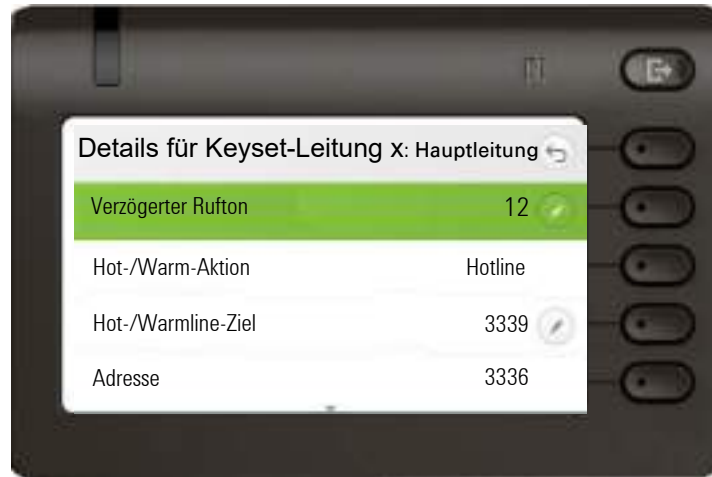 Details für Keyset-Leitung x: Hauptleitung
Verzögerter Rufton 12
Hot-/Warm-Aktion Hotline
Hot-/Warmline-Ziel 3339
Adresse 3336